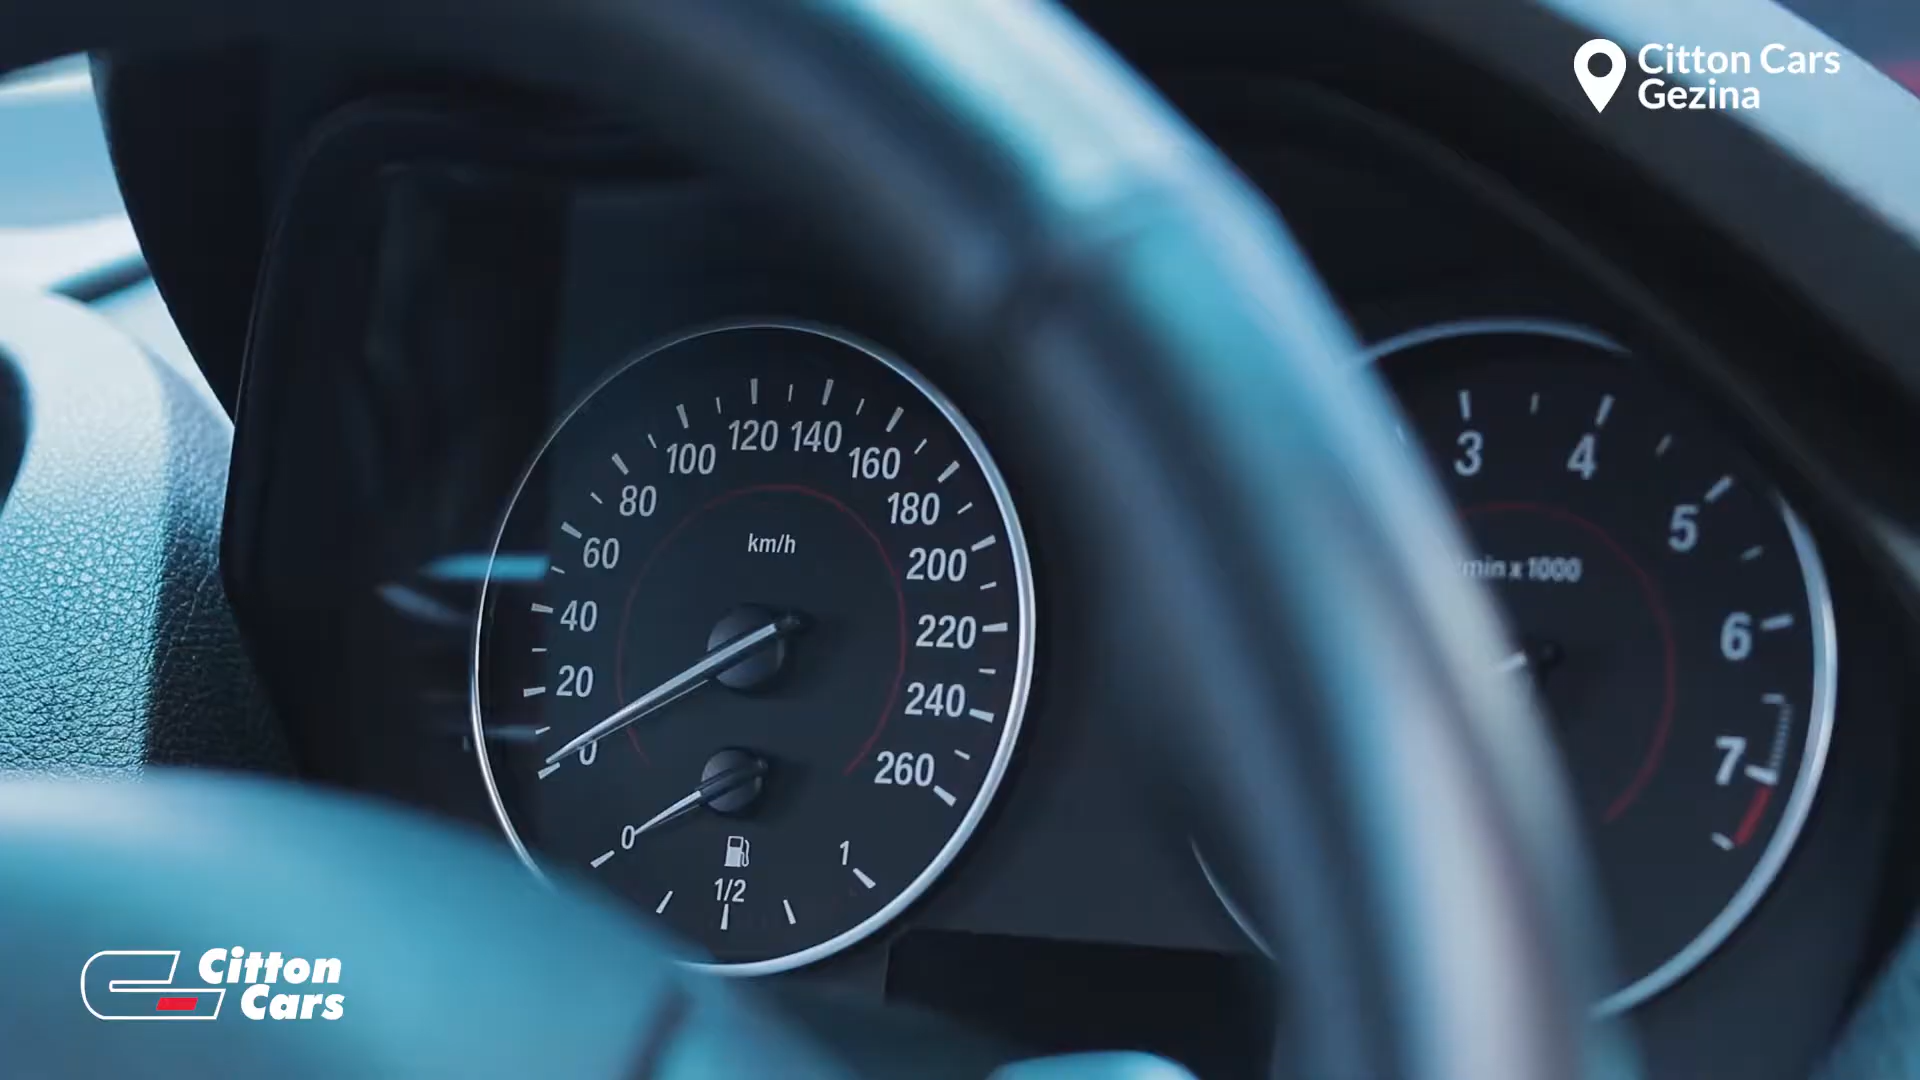 Citton Cars
Gezina
120 140
100 160
80 180
60 200
km/h
40 220
20 240
0 260
0 1
1/2
3 4
5
min x 1000
6
7
Citton
Cars